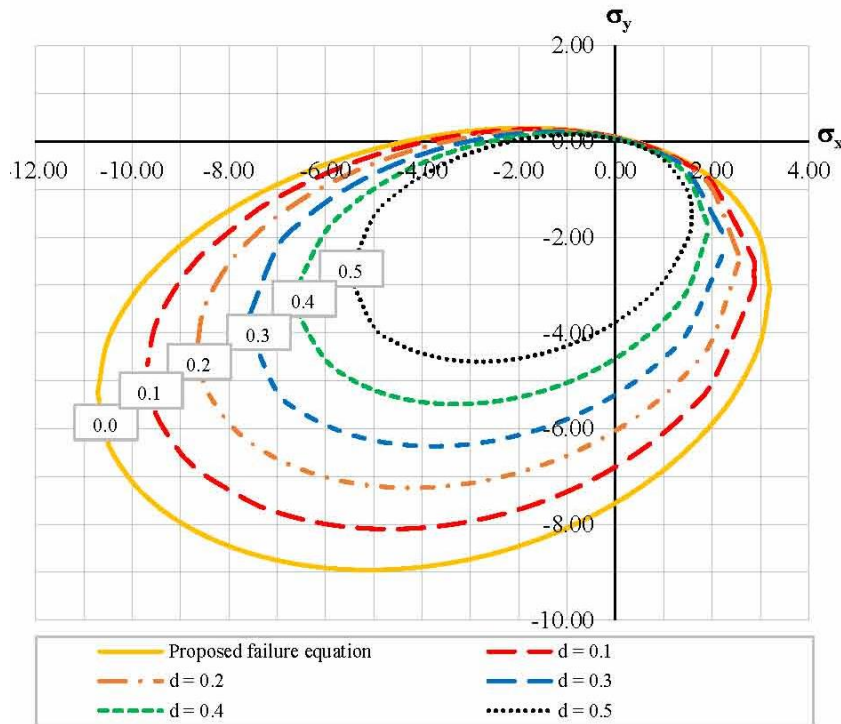 σy
2.00
0.00
σx
-12.00 -10.00 -8.00 -6.00 -4.00 -2.00 0.00 2.00 4.00
-2.00
0.5
0.4
-4.00
0.3
0.2
0.1
0.0
-6.00
-8.00
-10.00
Proposed failure equation d = 0.1
d = 0.2 d = 0.3
d = 0.4 d = 0.5